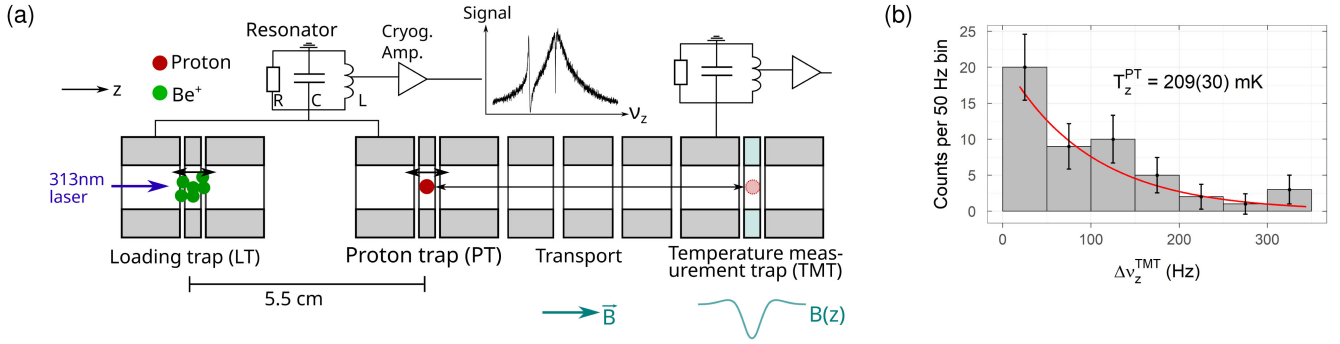 (a)
Resonator
Cryog.
Amp.
Signal
Proton
Be⁺
z
R
C
L
ν_z
313nm
laser
Loading trap (LT)
Proton trap (PT)
Transport
Temperature meas-
urement trap (TMT)
5.5 cm
B⃗
B(z)
(b)
Counts per 50 Hz bin
25
20
15
10
5
0
T_z^PT = 209(30) mK
0
100
200
300
Δν_z^TMT (Hz)